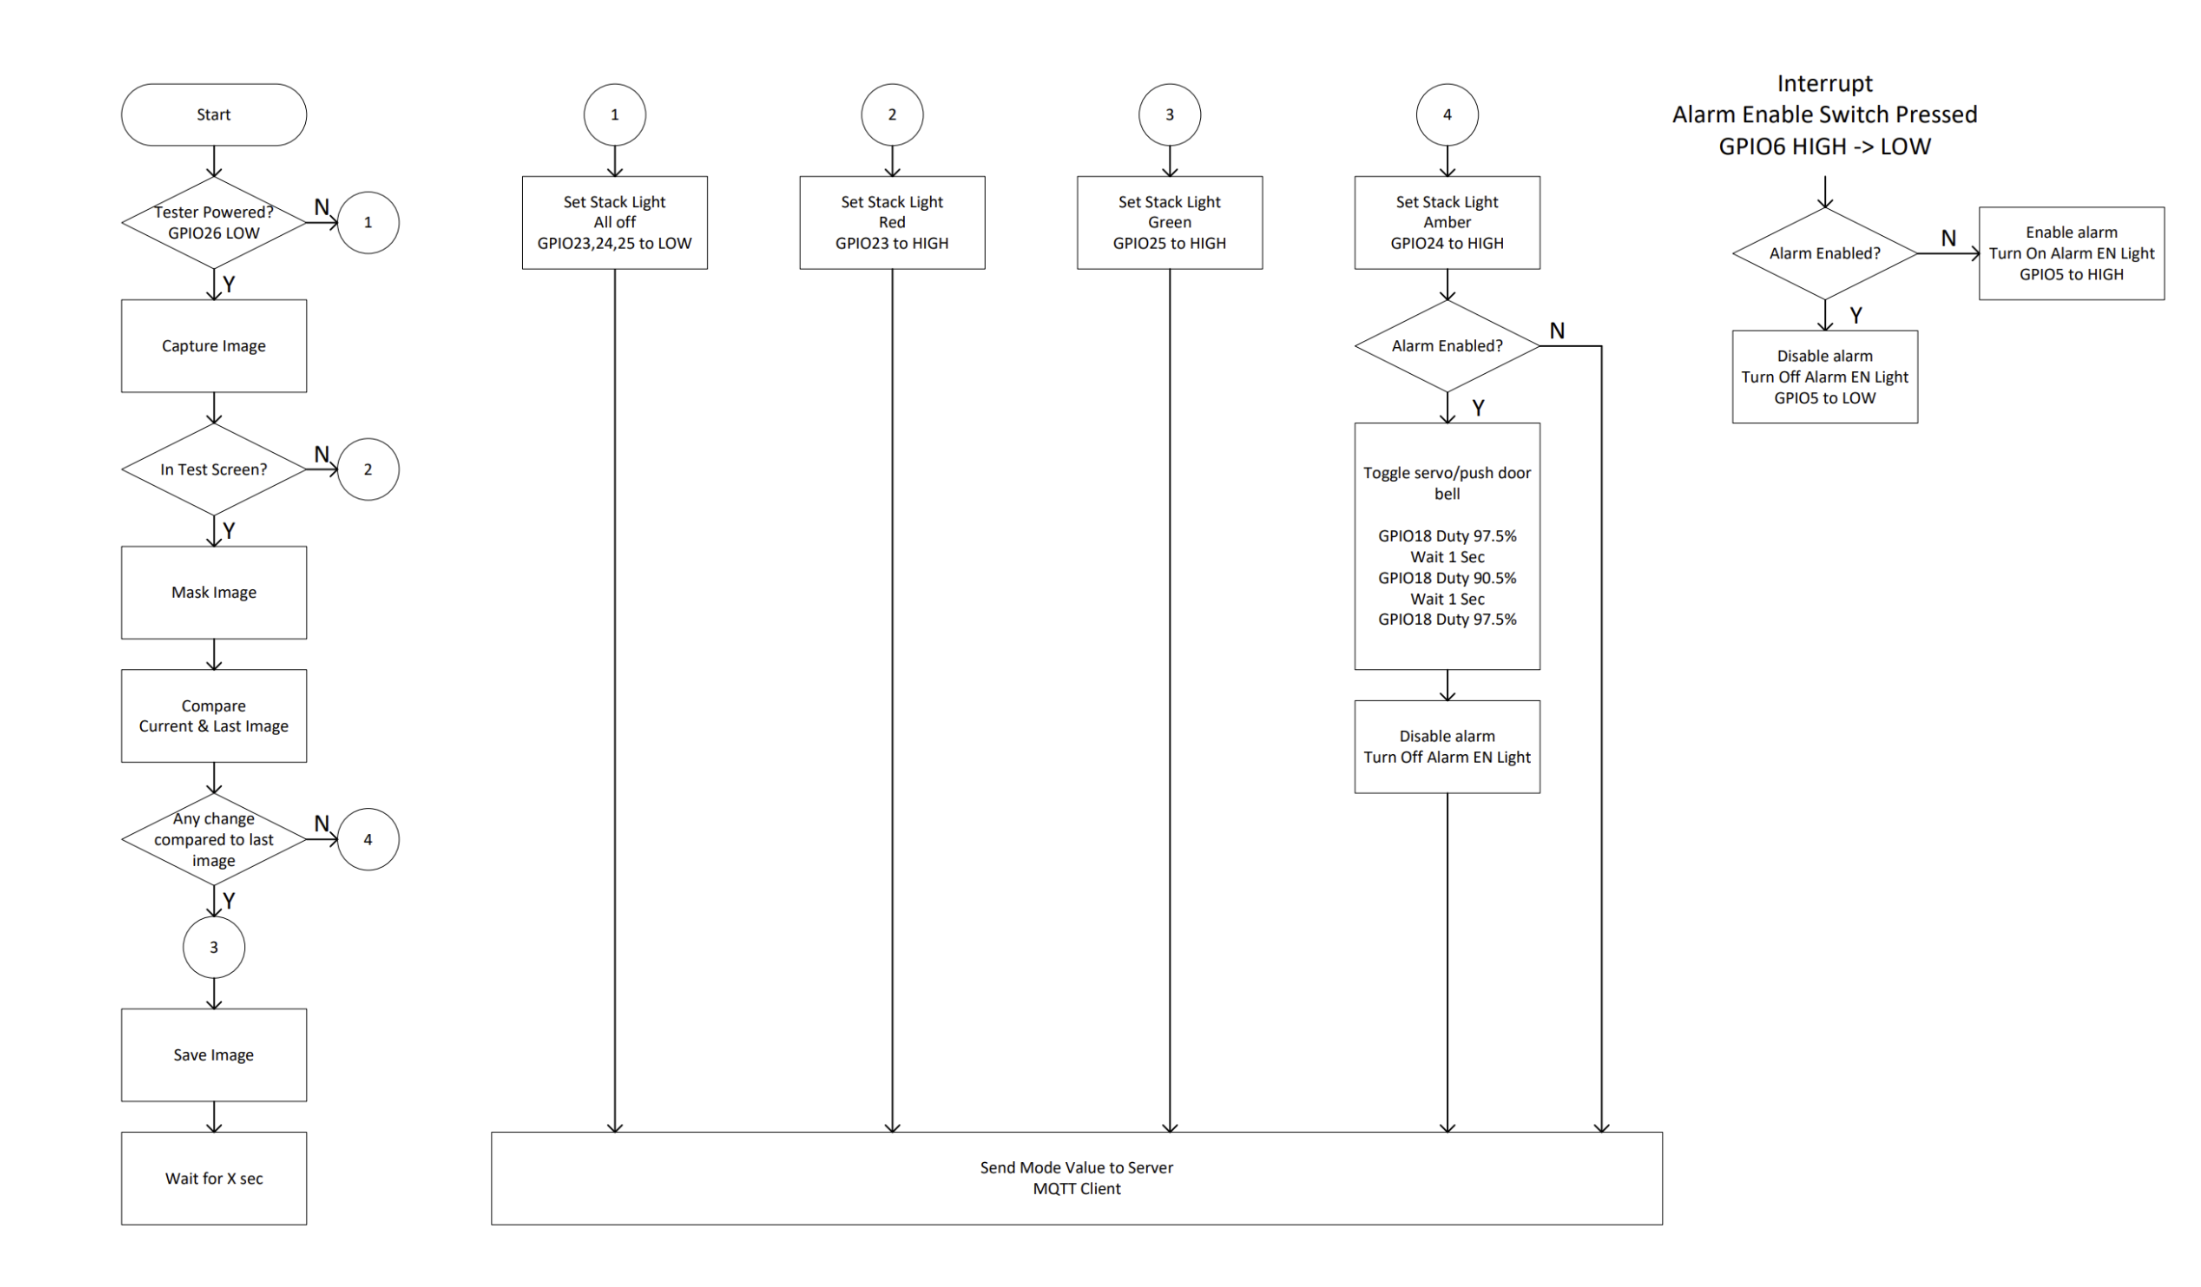 Start
Tester Powered?
GPIO26 LOW
N
1
Y
Capture Image
In Test Screen?
N
2
Y
Mask Image
Compare
Current & Last Image
Any change
compared to last
image
N
4
Y
3
Save Image
Wait for X sec
1
Set Stack Light
All off
GPIO23,24,25 to LOW
2
Set Stack Light
Red
GPIO23 to HIGH
3
Set Stack Light
Green
GPIO25 to HIGH
4
Set Stack Light
Amber
GPIO24 to HIGH
Alarm Enabled?
N
Y
Toggle servo/push door
bell
GPIO18 Duty 97.5%
Wait 1 Sec
GPIO18 Duty 90.5%
Wait 1 Sec
GPIO18 Duty 97.5%
Disable alarm
Turn Off Alarm EN Light
Send Mode Value to Server
MQTT Client
Interrupt
Alarm Enable Switch Pressed
GPIO6 HIGH -> LOW
Alarm Enabled?
N
Enable alarm
Turn On Alarm EN Light
GPIO5 to HIGH
Y
Disable alarm
Turn Off Alarm EN Light
GPIO5 to LOW